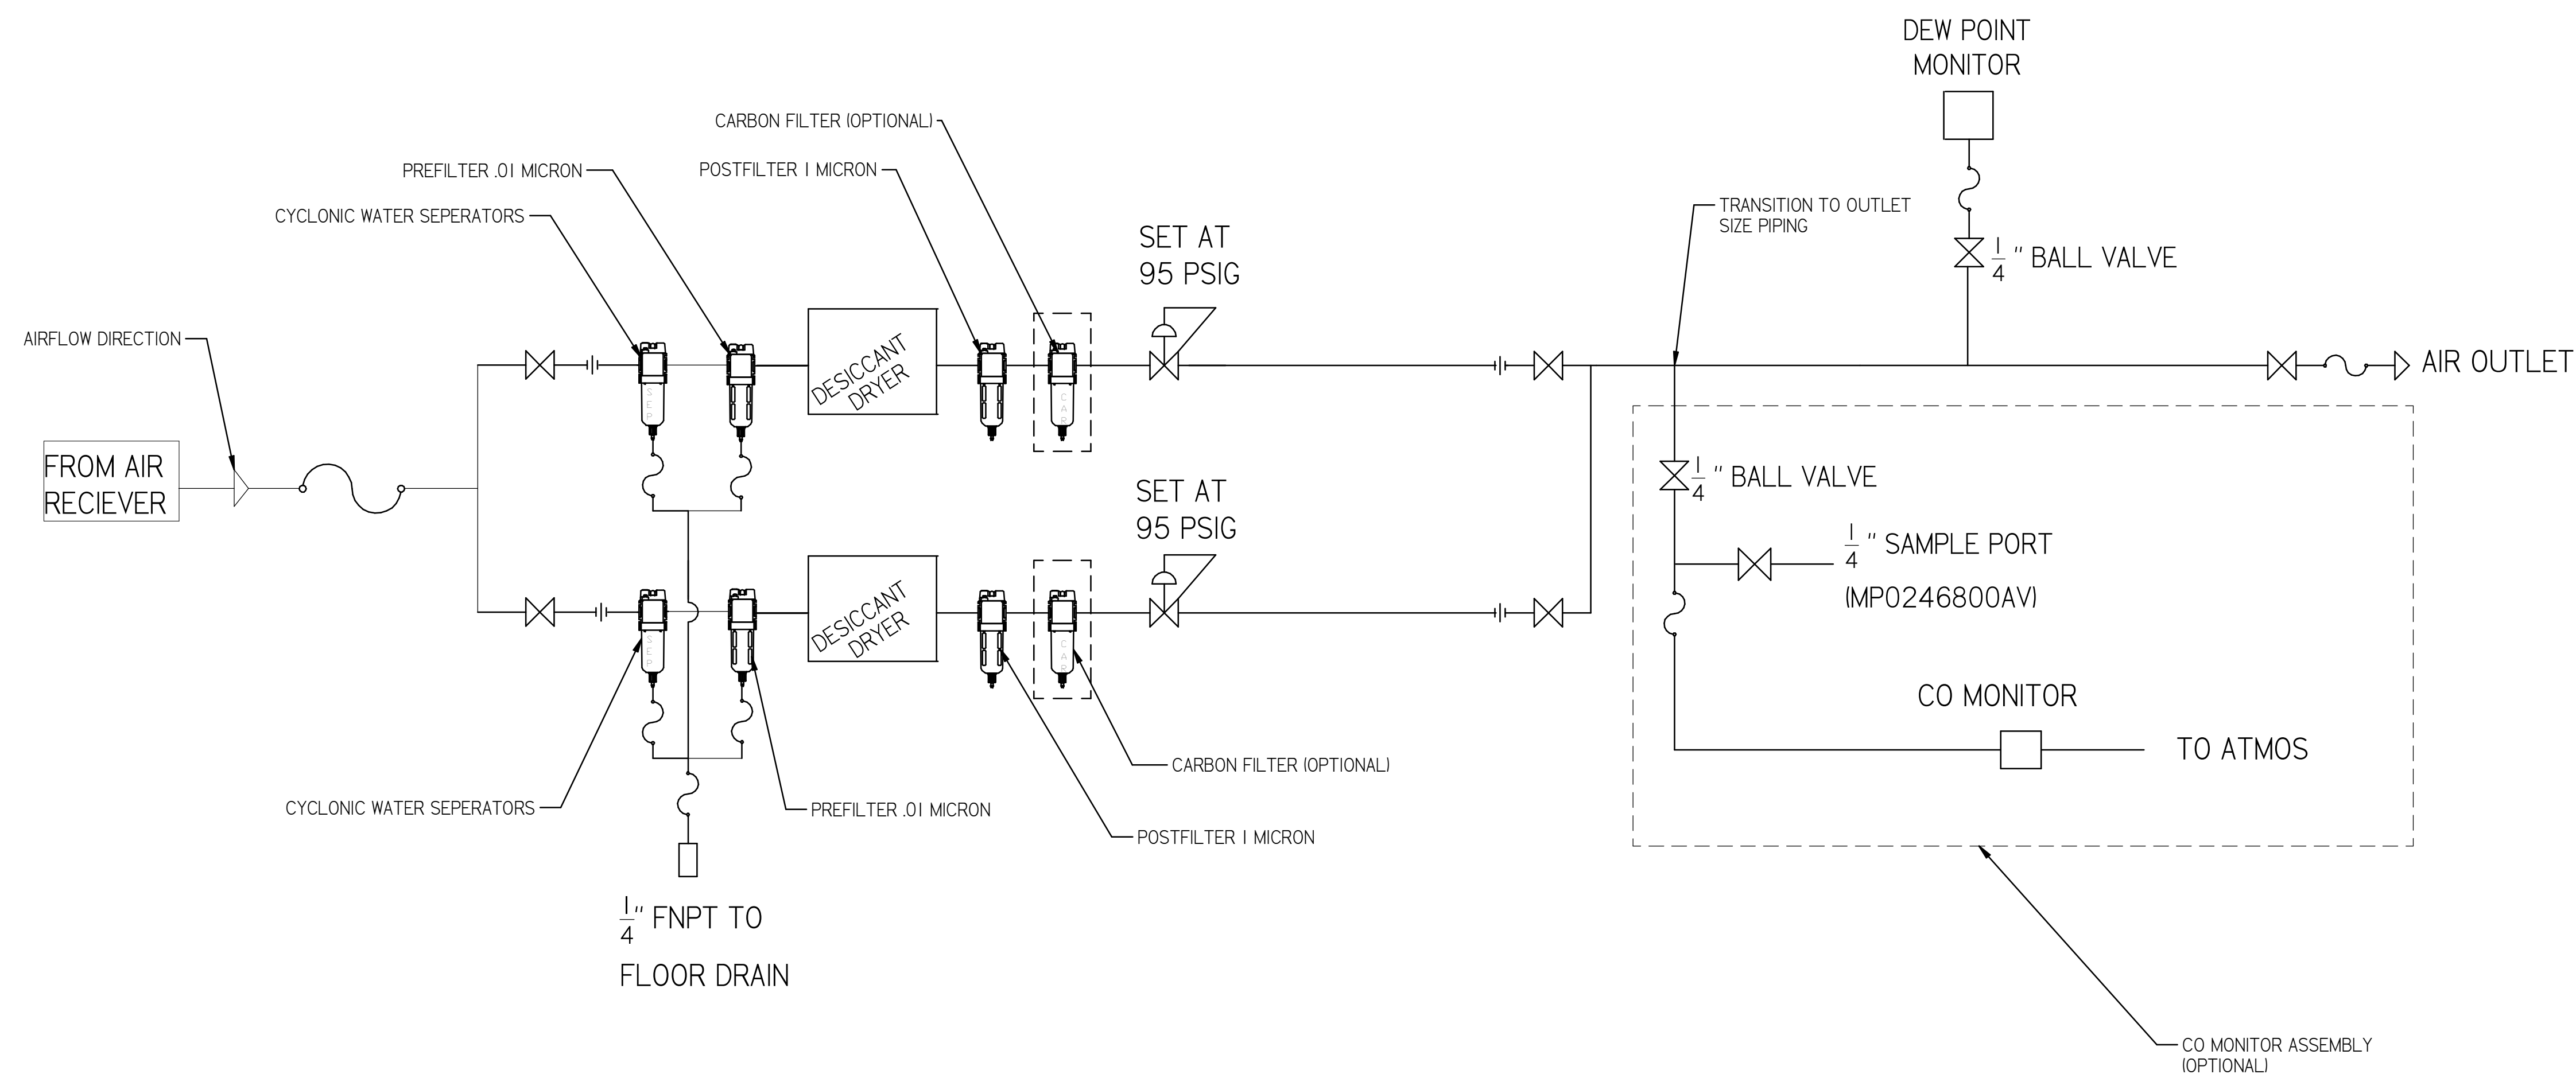 DEW POINT
MONITOR
CARBON FILTER (OPTIONAL)
PREFILTER .01 MICRON
POSTFILTER 1 MICRON
CYCLONIC WATER SEPERATORS
TRANSITION TO OUTLET
SIZE PIPING
SET AT
95 PSIG
1/4 " BALL VALVE
AIRFLOW DIRECTION
DESICCANT
DRYER
AIR OUTLET
SEP
CAR
FROM AIR
RECIEVER
1/4 " BALL VALVE
SET AT
95 PSIG
1/4 " SAMPLE PORT
(MP0246800AV)
DESICCANT
DRYER
SEP
CAR
CO MONITOR
TO ATMOS
CARBON FILTER (OPTIONAL)
CYCLONIC WATER SEPERATORS
PREFILTER .01 MICRON
POSTFILTER 1 MICRON
1/4" FNPT TO
FLOOR DRAIN
CO MONITOR ASSEMBLY
(OPTIONAL)